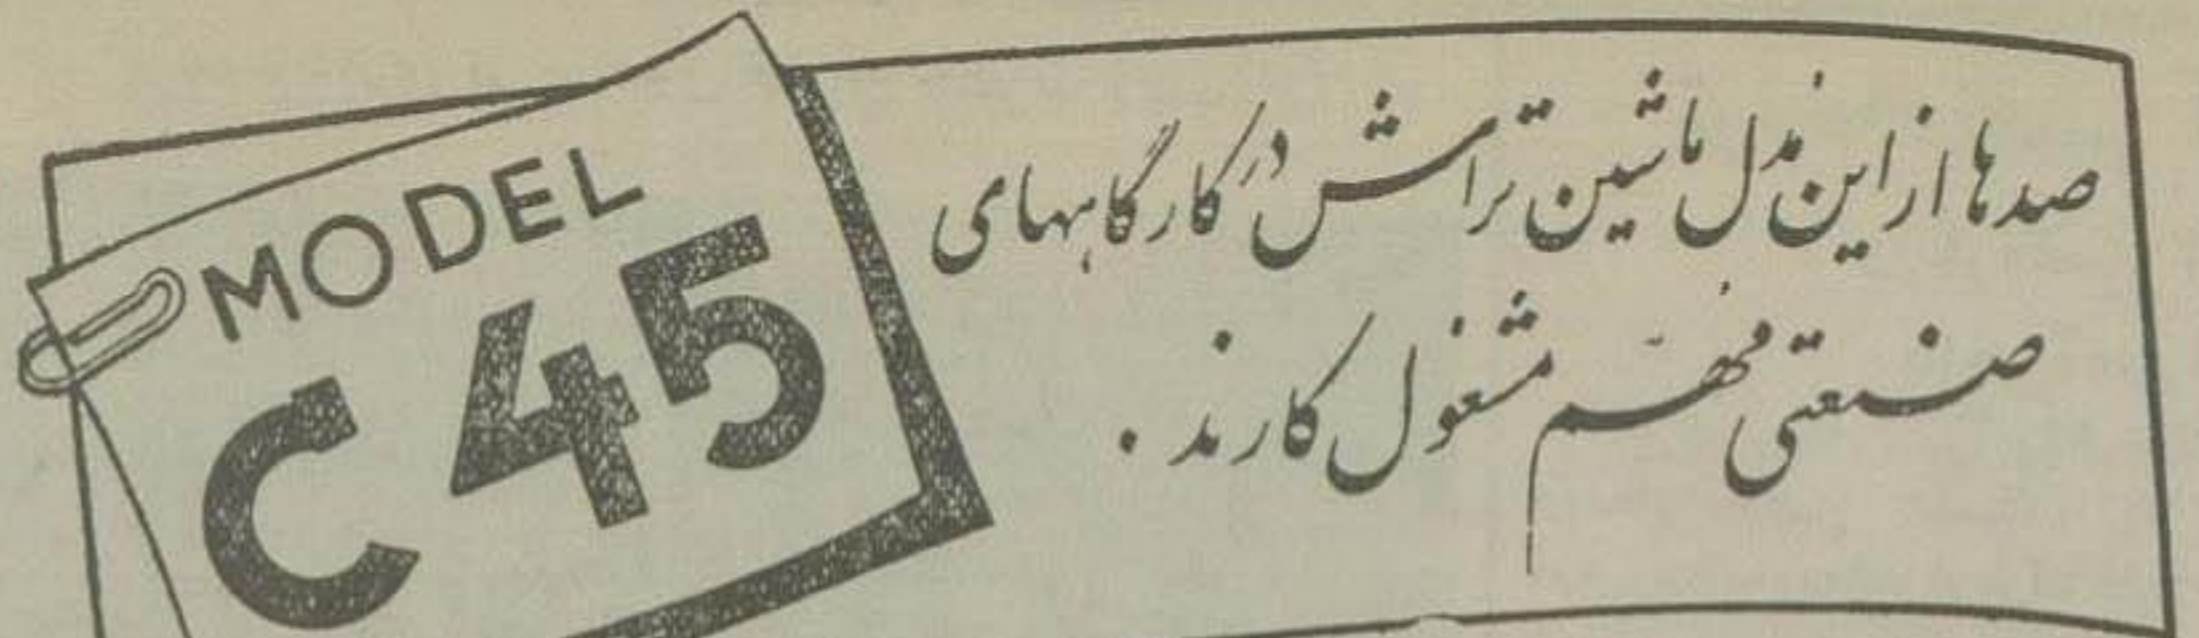 MODEL
C45
صدها از این مدل ماشین تراش در کارگاههای
صنعتی مهم مشغول کارند .